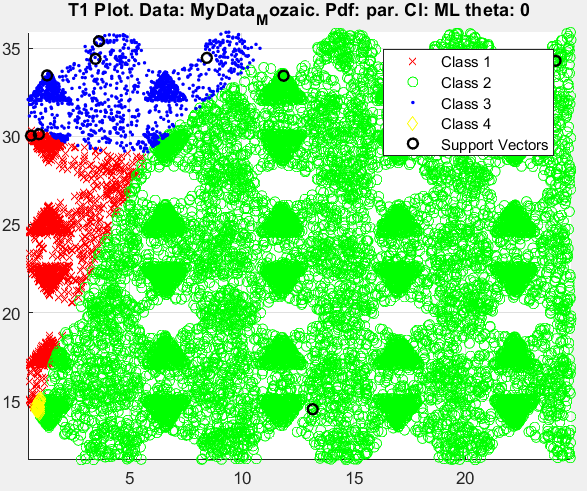 T1 Plot. Data: MyData_Mozaic. Pdf: par. Cl: ML theta: 0
35
30
25
20
15
5
10
15
20
Class 1
Class 2
Class 3
Class 4
Support Vectors